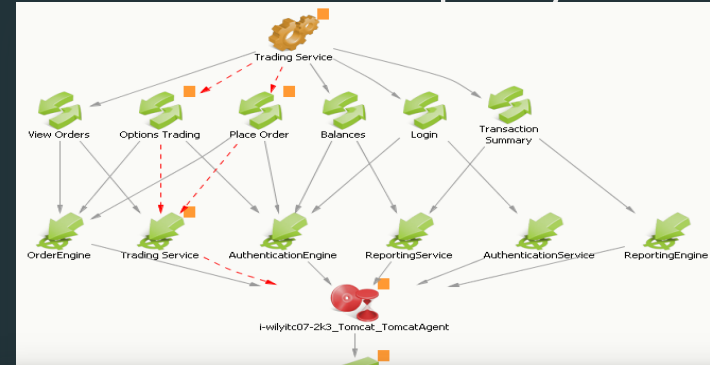 Trading Service
View Orders
Options Trading
Place Order
Balances
Login
Transaction
Summary
OrderEngine
Trading Service
AuthenticationEngine
ReportingService
AuthenticationService
ReportingEngine
i-wilyitc07-2k3_Tomcat_TomcatAgent